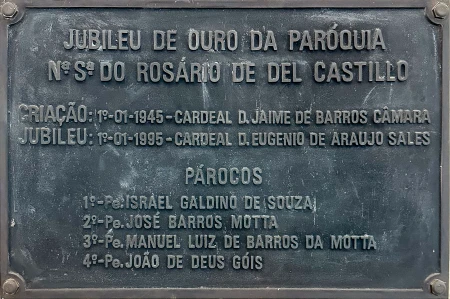 JUBILEU DE OURO DA PARÓQUIA
Nª Sª DO ROSÁRIO DE DEL CASTILLO
CRIAÇÃO: 1º-01-1945 - CARDEAL D. JAIME DE BARROS CÂMARA
JUBILEU: 1º-01-1995 - CARDEAL D. EUGENIO DE ARAUJO SALES
PÁROCOS
1º-Pe. ISRAEL GALDINO DE SOUZA
2º-Pe. JOSÉ BARROS MOTTA
3º-Pe. MANUEL LUIZ DE BARROS DA MOTTA
4º-Pe. JOÃO DE DEUS GÓIS